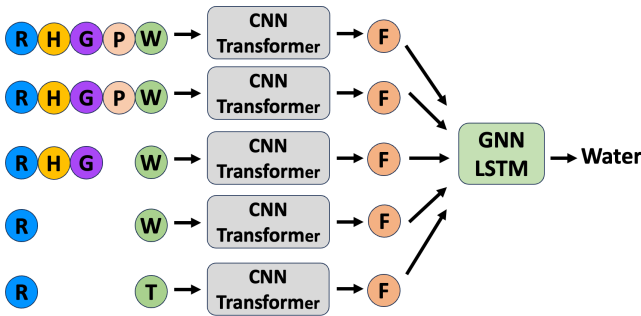 R H G P W CNN Transformer F
R H G P W CNN Transformer F
R H G W CNN Transformer F
GNN LSTM Water
R W CNN Transformer F
R T CNN Transformer F